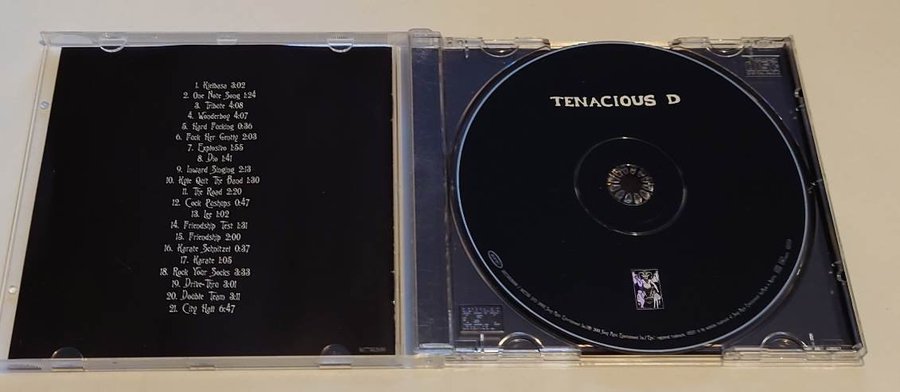 1. Kielbasa 3:02
2. One Note Song 1:24
3. Tribute 4:08
4. Wonderboy 4:07
5. Hard Fucking 0:36
6. Fuck Her Gently 2:03
7. Explosivo 1:55
8. Dio 1:41
9. Inward Singing 2:13
10. Kyle Quit The Band 1:30
11. The Road 2:20
12. Cock Pushups 0:47
13. Lee 1:02
14. Friendship Test 1:31
15. Friendship 2:00
16. Karate Schnitzel 0:37
17. Karate 1:05
18. Rock Your Socks 3:33
19. Drive-Thru 3:01
20. Double Team 3:11
21. City Hall 6:47
TENACIOUS D